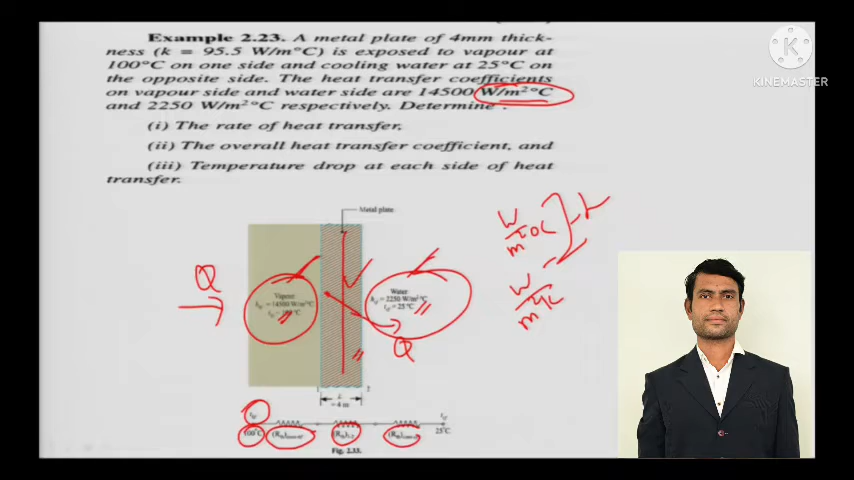 Example 2.23. A metal plate of 4mm thick-
ness (k = 95.5 W/m°C) is exposed to vapour at
100°C on one side and cooling water at 25°C on
the opposite side. The heat transfer coefficients
on vapour side and water side are 14500 W/m²°C
and 2250 W/m²°C respectively. Determine :
(i) The rate of heat transfer,
(ii) The overall heat transfer coefficient, and
(iii) Temperature drop at each side of heat
transfer.
K
KINEMASTER
Metal plate
Q
Vapour
Water
t = 25°C
Q
W
W
2
= 4 m
100°C
25°C
Fig. 2.33.